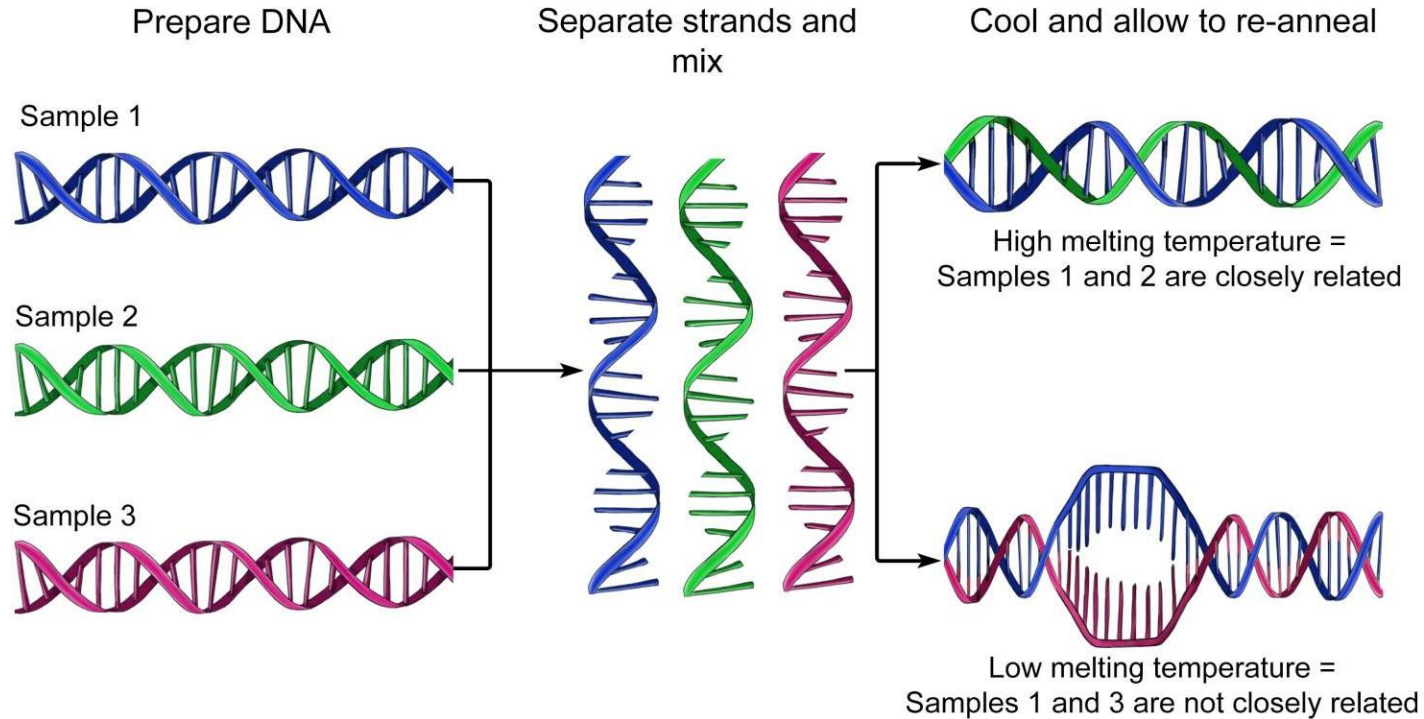 Prepare DNA
Separate strands and
mix
Cool and allow to re-anneal
Sample 1
Sample 2
Sample 3
High melting temperature =
Samples 1 and 2 are closely related
Low melting temperature =
Samples 1 and 3 are not closely related